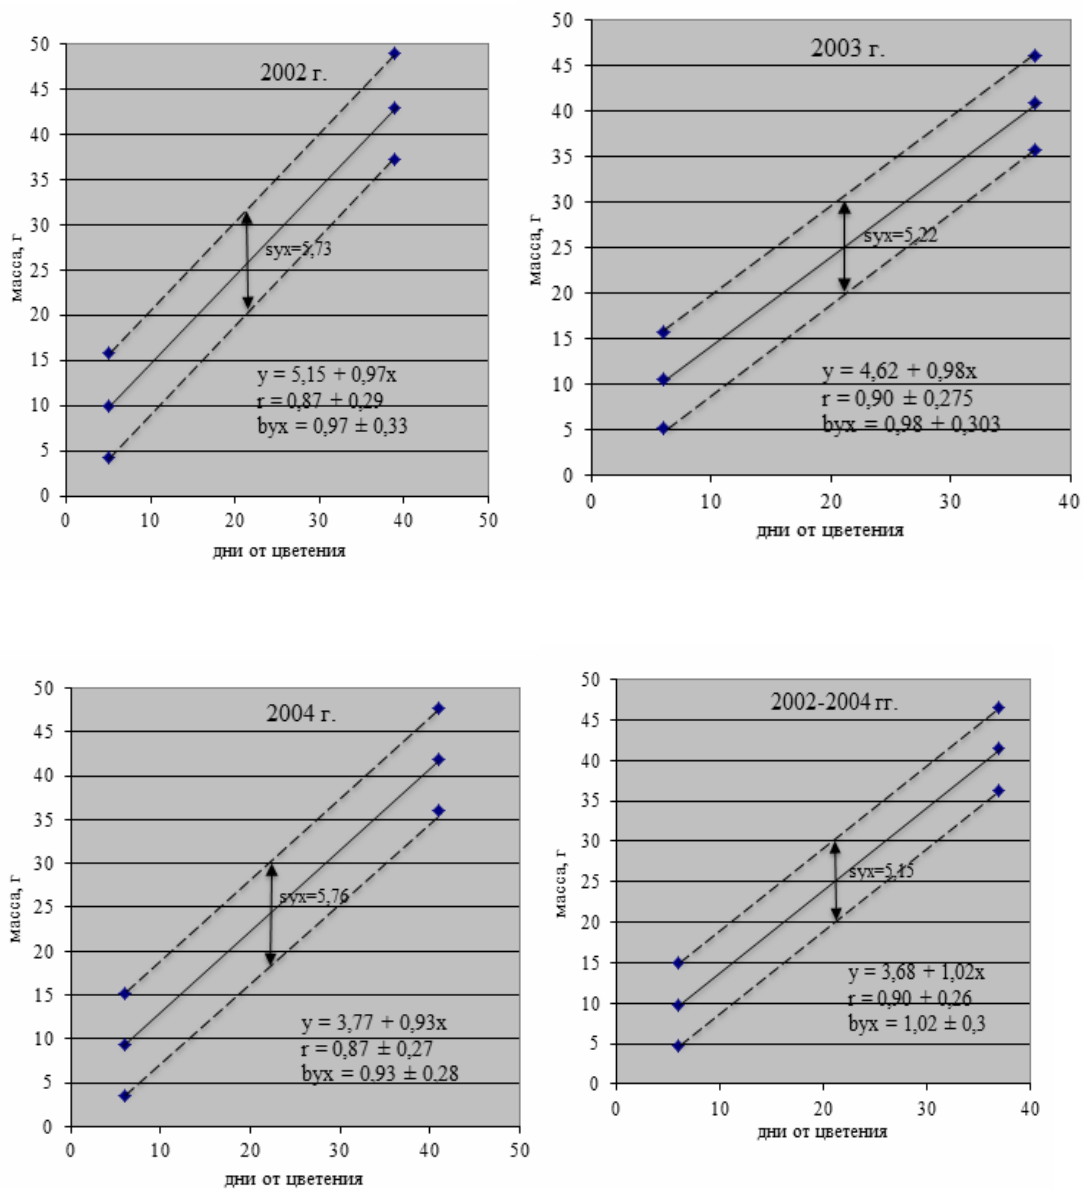 2002 г.
50
45
40
35
30
25
20
15
10
5
0
масса, г
syx=5,73
y = 5,15 + 0,97x
r = 0,87 ± 0,29
byx = 0,97 ± 0,33
0 10 20 30 40 50
дни от цветения
2003 г.
50
45
40
35
30
25
20
15
10
5
0
масса, г
syx=5,22
y = 4,62 + 0,98x
r = 0,90 ± 0,275
byx = 0,98 ± 0,303
0 10 20 30 40
дни от цветения
2004 г.
50
45
40
35
30
25
20
15
10
5
0
масса, г
syx=5,76
y = 3,77 + 0,93x
r = 0,87 ± 0,27
byx = 0,93 ± 0,28
0 10 20 30 40 50
дни от цветения
2002-2004 гг.
50
45
40
35
30
25
20
15
10
5
0
масса, г
syx=5,15
y = 3,68 + 1,02x
r = 0,90 ± 0,26
byx = 1,02 ± 0,3
0 10 20 30 40
дни от цветения